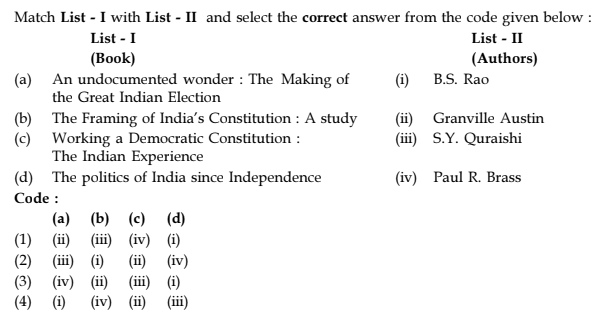 Match List - I with List - II and select the correct answer from the code given below :
List - I List - II
(Book) (Authors)
(a) An undocumented wonder : The Making of (i) B.S. Rao
the Great Indian Election
(b) The Framing of India's Constitution : A study (ii) Granville Austin
(c) Working a Democratic Constitution : (iii) S.Y. Quraishi
The Indian Experience
(d) The politics of India since Independence (iv) Paul R. Brass
Code :
(a) (b) (c) (d)
(1) (ii) (iii) (iv) (i)
(2) (iii) (i) (ii) (iv)
(3) (iv) (ii) (iii) (i)
(4) (i) (iv) (ii) (iii)